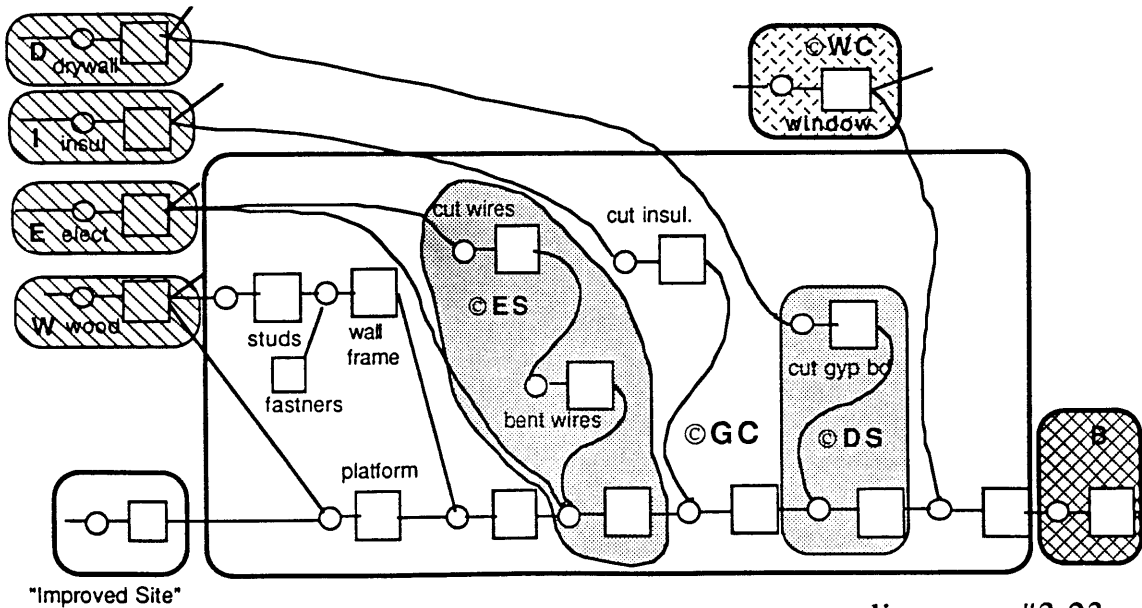 D
drywall
©WC
window
I
insul
E
elect
cut wires
cut insul.
©ES
W
wood
studs
wall
frame
fastners
cut gyp bd
bent wires
©GC
©DS
B
platform
"Improved Site"